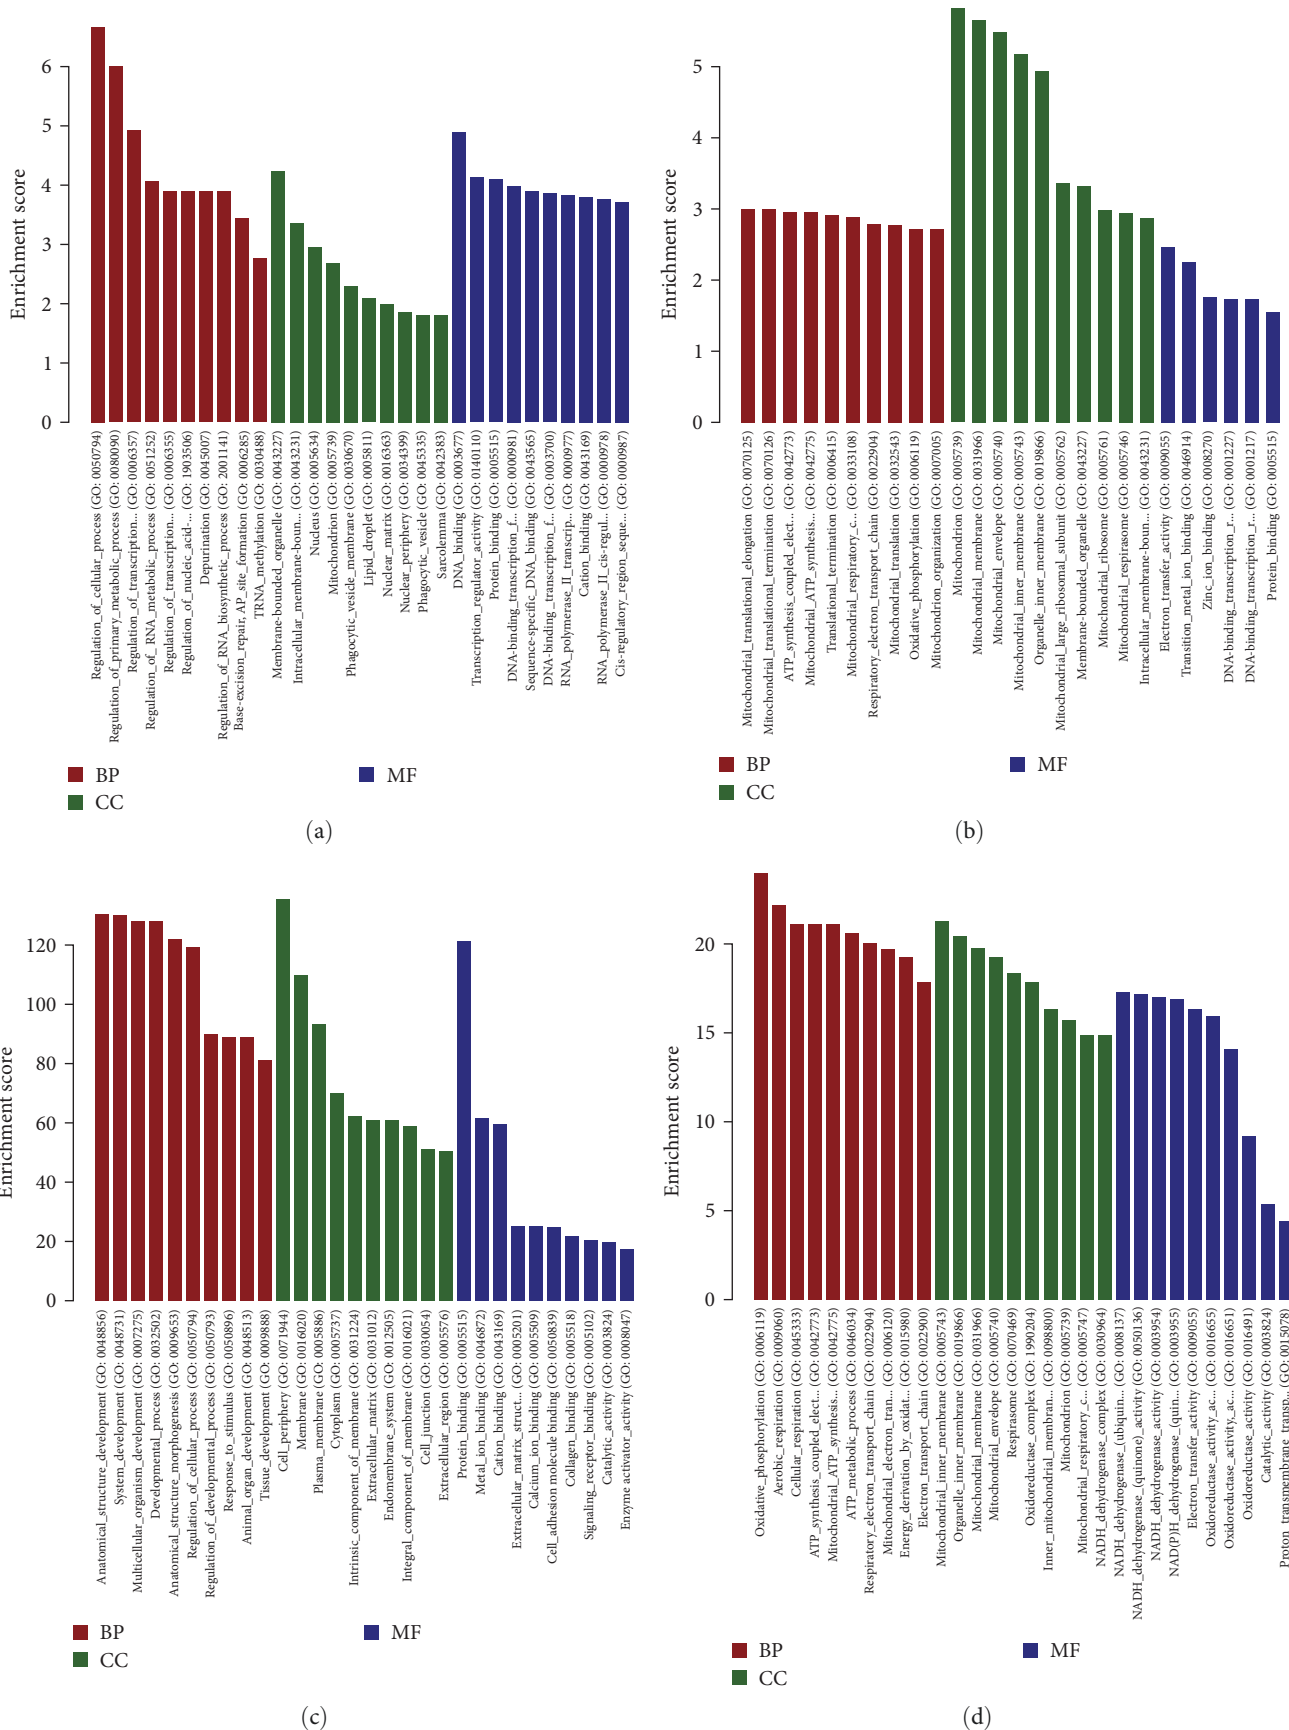 Enrichment score
6
5
4
3
2
1
0
Regulation_of_cellular_process (GO: 0050794)
Regulation_of_primary_metabolic_process (GO: 0080090)
Regulation_of_transcription... (GO: 0006357)
Regulation_of_RNA_metabolic_process (GO: 0051252)
Regulation_of_transcription... (GO: 0006355)
Regulation_of_nucleic_acid-... (GO: 1903506)
Depurination (GO: 0045007)
Regulation_of_RNA_biosynthetic_process (GO: 2001141)
Base-excision_repair, AP_site_formation (GO: 0006285)
TRNA_methylation (GO: 0030488)
Membrane-bounded_organelle (GO: 0043227)
Intracellular_membrane-boun... (GO: 0043231)
Nucleus (GO: 0005634)
Mitochondrion (GO: 0005739)
Phagocytic_vesicle_membrane (GO: 0030670)
Lipid_droplet (GO: 0005811)
Nuclear_matrix (GO: 0016363)
Nuclear_periphery (GO: 0034399)
Phagocytic_vesicle (GO: 0045335)
Sarcolemma (GO: 0042383)
DNA_binding (GO: 0003677)
Transcription_regulator_activity (GO: 0140110)
Protein_binding (GO: 0005515)
DNA-binding_transcription_f... (GO: 0000981)
Sequence-specific_DNA_binding (GO: 0043565)
DNA-binding_transcription_f... (GO: 0003700)
RNA_polymerase_II_transcrip... (GO: 0000977)
Cation_binding (GO: 0043169)
RNA_polymerase_II_cis-regul... (GO: 0000978)
Cis-regulatory_region_seque... (GO: 0000987)
BP
CC
MF
(a)
Enrichment score
5
4
3
2
1
0
Mitochondrial_translational_elongation (GO: 0070125)
Mitochondrial_translational_termination (GO: 0070126)
ATP_synthesis_coupled_elect... (GO: 0042773)
Mitochondrial_ATP_synthesis... (GO: 0042775)
Translational_termination (GO: 0006415)
Mitochondrial_respiratory_c... (GO: 0033108)
Respiratory_electron_transport_chain (GO: 0022904)
Mitochondrial_translation (GO: 0032543)
Oxidative_phosphorylation (GO: 0006119)
Mitochondrion_organization (GO: 0007005)
Mitochondrion (GO: 0005739)
Mitochondrial_membrane (GO: 0031966)
Mitochondrial_envelope (GO: 0005740)
Mitochondrial_inner_membrane (GO: 0005743)
Organelle_inner_membrane (GO: 0019866)
Mitochondrial_large_ribosomal_subunit (GO: 0005762)
Membrane-bounded_organelle (GO: 0043227)
Mitochondrial_ribosome (GO: 0005761)
Mitochondrial_respirasome (GO: 0005746)
Intracellular_membrane-boun... (GO: 0043231)
Electron_transfer_activity (GO: 0009055)
Transition_metal_ion_binding (GO: 0046914)
Zinc_ion_binding (GO: 0008270)
DNA-binding_transcription_r... (GO: 0001227)
DNA-binding_transcription_r... (GO: 0001217)
Protein_binding (GO: 0005515)
BP
CC
MF
(b)
Enrichment score
120
100
80
60
40
20
0
Anatomical_structure_development (GO: 0048856)
System_development (GO: 0048731)
Multicellular_organism_development (GO: 0007275)
Developmental_process (GO: 0032502)
Anatomical_structure_morphogenesis (GO: 0009653)
Regulation_of_cellular_process (GO: 0050794)
Regulation_of_developmental_process (GO: 0050793)
Response_to_stimulus (GO: 0050896)
Animal_organ_development (GO: 0048513)
Tissue_development (GO: 0009888)
Cell_periphery (GO: 0071944)
Membrane (GO: 0016020)
Plasma_membrane (GO: 0005886)
Cytoplasm (GO: 0005737)
Intrinsic_component_of_membrane (GO: 0031224)
Extracellular_matrix (GO: 0031012)
Endomembrane_system (GO: 0012505)
Integral_component_of_membrane (GO: 0016021)
Cell_junction (GO: 0030054)
Extracellular_region (GO: 0005576)
Protein_binding (GO: 0005515)
Metal_ion_binding (GO: 0046872)
Cation_binding (GO: 0043169)
Extracellular_matrix_struct... (GO: 0005201)
Calcium_ion_binding (GO: 0005509)
Cell_adhesion molecule binding (GO: 0050839)
Collagen_binding (GO: 0005518)
Signaling_receptor_binding (GO: 0005102)
Catalytic_activity (GO: 0003824)
Enzyme activator_activity (GO: 0008047)
BP
CC
MF
(c)
Enrichment score
20
15
10
5
0
Oxidative_phosphorylation (GO: 0006119)
Aerobic_respiration (GO: 0009060)
Cellular_respiration (GO: 0045333)
ATP_synthesis_coupled_elect... (GO: 0042773)
Mitochondrial_ATP_synthesis... (GO: 0042775)
ATP_metabolic_process (GO: 0046034)
Respiratory_electron_transport_chain (GO: 0022904)
Mitochondrial_electron_tran... (GO: 0006120)
Energy_derivation_by_oxidat... (GO: 0015980)
Electron_transport_chain (GO: 0022900)
Mitochondrial_inner_membrane (GO: 0005743)
Organelle_inner_membrane (GO: 0019866)
Mitochondrial_membrane (GO: 0031966)
Mitochondrial_envelope (GO: 0005740)
Respirasome (GO: 0070469)
Oxidoreductase_complex (GO: 1990204)
Inner_mitochondrial_membran... (GO: 0098800)
Mitochondrion (GO: 0005739)
Mitochondrial_respiratory_c... (GO: 0005747)
NADH_dehydrogenase_complex (GO: 0030964)
NADH_dehydrogenase_(ubiquin... (GO: 0008137)
NADH_dehydrogenase_(quinone)_activity (GO: 0050136)
NADH_dehydrogenase_activity (GO: 0003954)
NAD(P)H_dehydrogenase_(quin... (GO: 0003955)
Electron_transfer_activity (GO: 0009055)
Oxidoreductase_activity_ac... (GO: 0016655)
Oxidoreductase_activity,_ac... (GO: 0016651)
Oxidoreductase_activity (GO: 0016491)
Catalytic_activity (GO: 0003824)
Proton_transmembrane_transp... (GO: 0015078)
BP
CC
MF
(d)